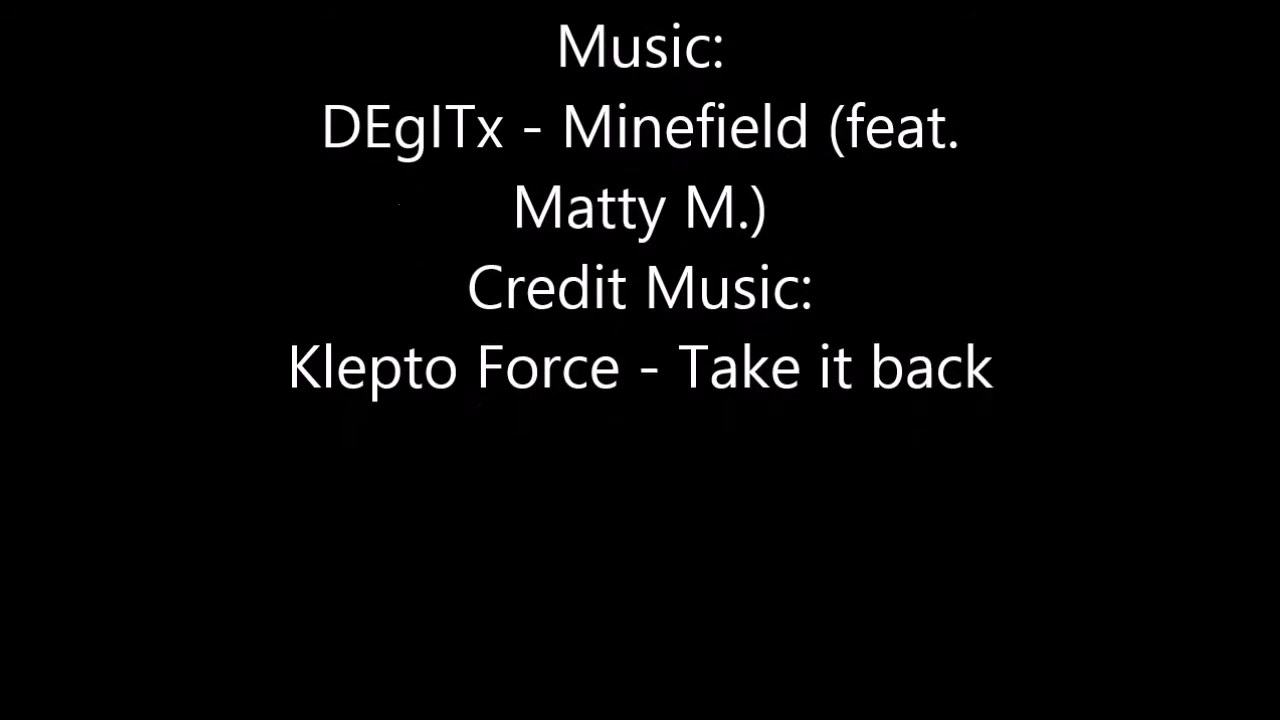 Music:
DEgITx - Minefield (feat.
Matty M.)
Credit Music:
Klepto Force - Take it back